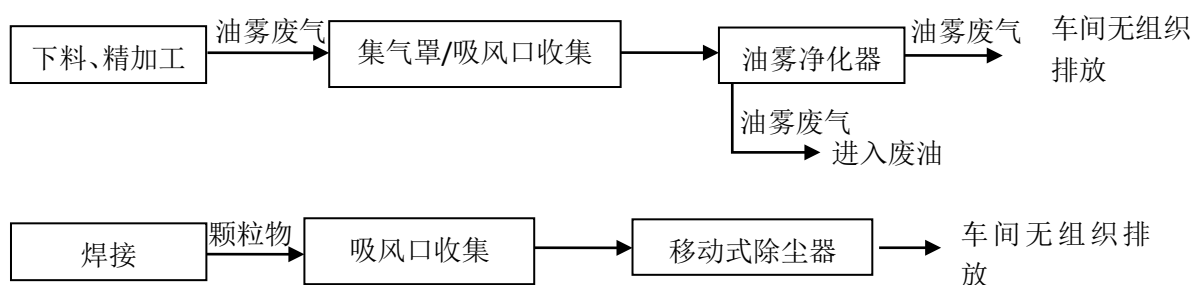 下料、精加工
油雾废气
集气罩/吸风口收集
油雾净化器
油雾废气
车间无组织
排放
油雾废气
进入废油
焊接
颗粒物
吸风口收集
移动式除尘器
车间无组织排
放